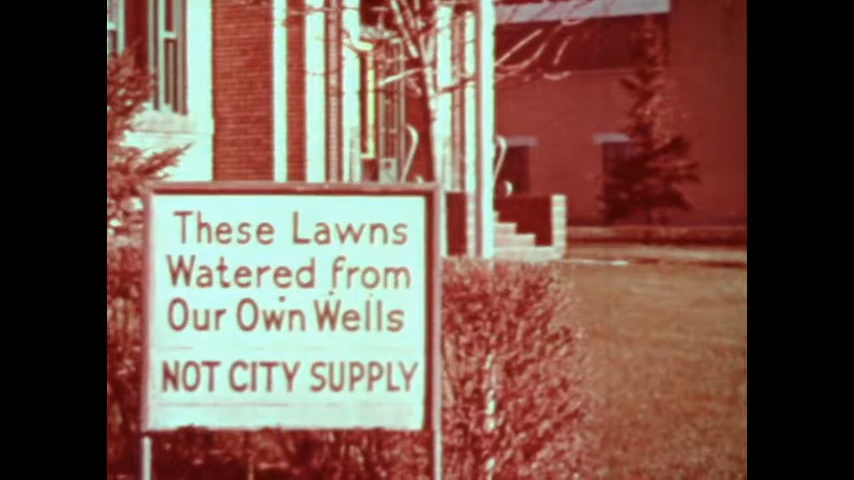 These Lawns
Watered from
Our Own Wells
NOT CITY SUPPLY